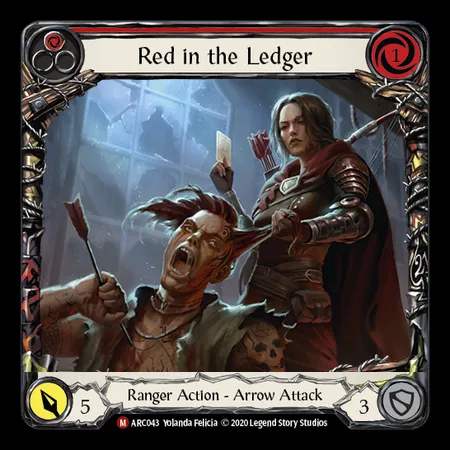 Red in the Ledger
1
Ranger Action - Arrow Attack
5
3
M ARC043 Yolanda Felicia © 2020 Legend Story Studios